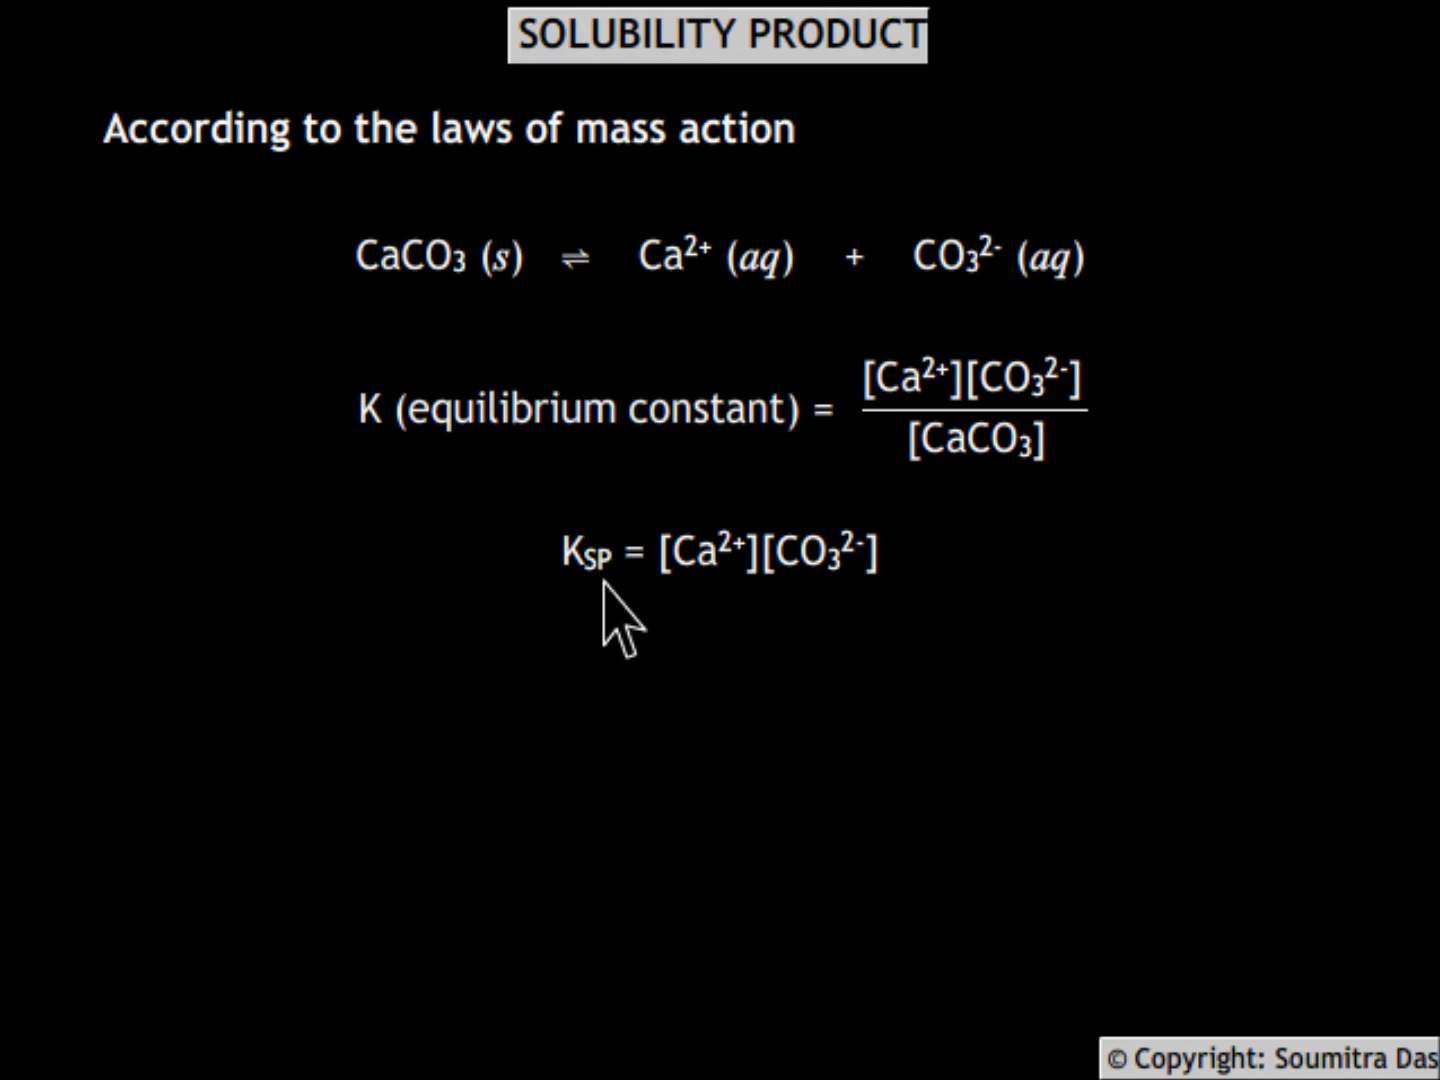 SOLUBILITY PRODUCT
According to the laws of mass action
CaCO₃ (s) ⇌ Ca²⁺ (aq) + CO₃²⁻ (aq)
K (equilibrium constant) = [Ca²⁺][CO₃²⁻] / [CaCO₃]
K_SP = [Ca²⁺][CO₃²⁻]
© Copyright: Soumitra Das